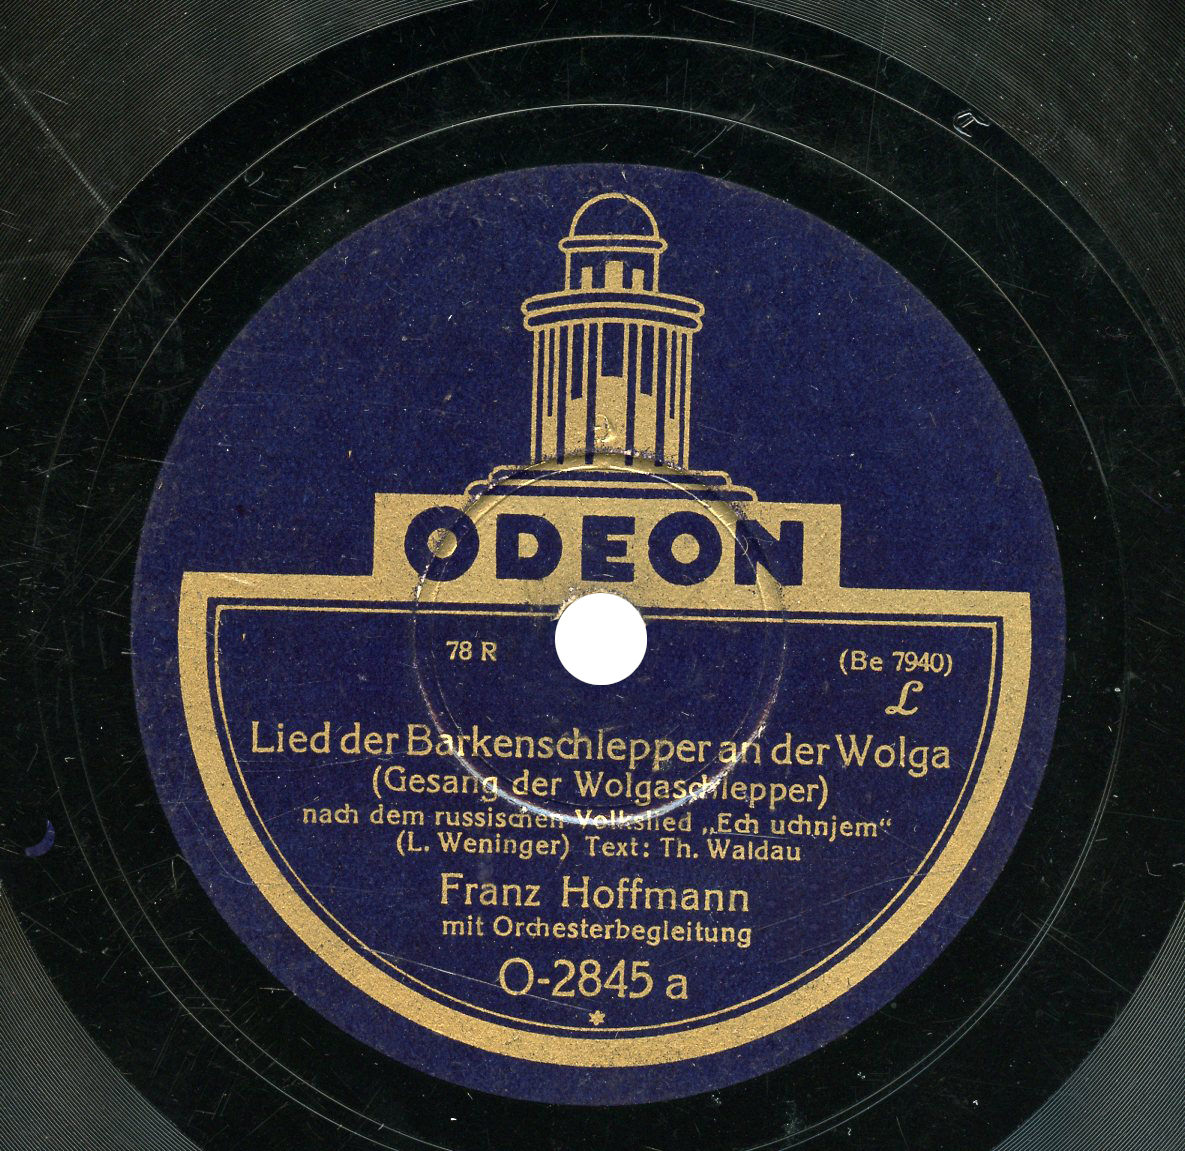 ODEON
78 R
(Be 7940)
L
Lied der Barkenschlepper an der Wolga
(Gesang der Wolgaschlepper)
nach dem russischen Volkslied „Ech uchnjem“
(L. Weninger) Text: Th. Waldau
Franz Hoffmann
mit Orchesterbegleitung
O-2845 a